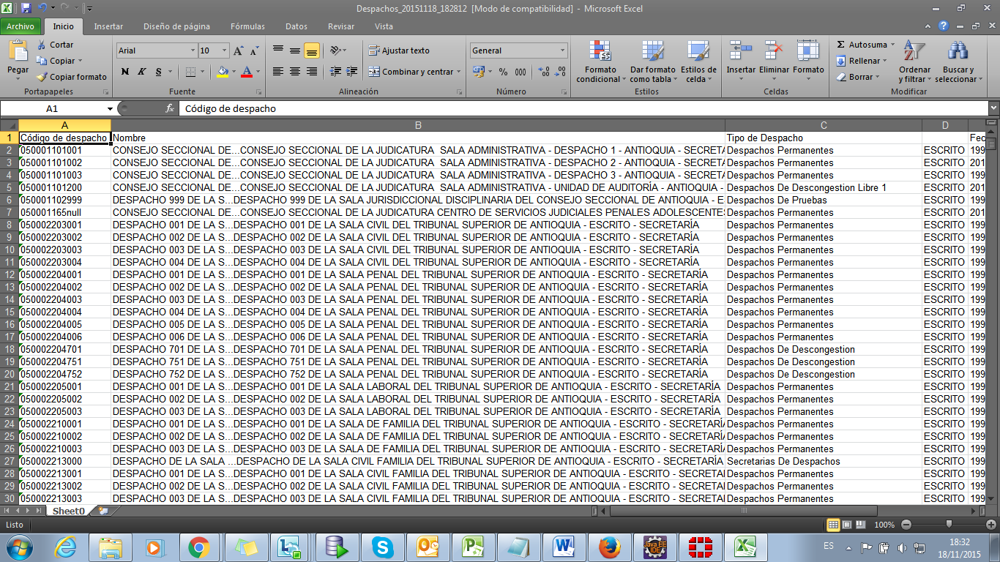 Despachos_20151118_182812 [Modo de compatibilidad] - Microsoft Excel
Archivo Inicio Insertar Diseño de página Fórmulas Datos Revisar Vista
Pegar Cortar Copiar Copiar formato Portapapeles
Arial 10 N K S Fuente
Ajustar texto Combinar y centrar Alineación
General % 000 Número
Formato condicional Dar formato como tabla Estilos de celda Estilos
Insertar Eliminar Formato Celdas
Autosuma Rellenar Borrar Ordenar y filtrar Buscar y seleccionar Modificar
A1 fx Código de despacho
A B C D
1 Código de despacho Nombre Tipo de Despacho Fec
2 050001101001 CONSEJO SECCIONAL DE...CONSEJO SECCIONAL DE LA JUDICATURA  SALA ADMINISTRATIVA - DESPACHO 1 - ANTIOQUIA - SECRETA Despachos Permanentes ESCRITO 199
3 050001101002 CONSEJO SECCIONAL DE...CONSEJO SECCIONAL DE LA JUDICATURA  SALA ADMINISTRATIVA - DESPACHO 2 - ANTIOQUIA - SECRETA Despachos Permanentes ESCRITO 201
4 050001101003 CONSEJO SECCIONAL DE...CONSEJO SECCIONAL DE LA JUDICATURA  SALA ADMINISTRATIVA - DESPACHO 3 - ANTIOQUIA - SECRETA Despachos Permanentes ESCRITO 199
5 050001101200 CONSEJO SECCIONAL DE...CONSEJO SECCIONAL DE LA JUDICATURA  SALA ADMINISTRATIVA - UNIDAD DE AUDITORÍA - ANTIOQUIA - Despachos De Descongestion Libre 1 ESCRITO 201
6 050001102999 DESPACHO 999 DE LA S...DESPACHO 999 DE LA SALA JURISDICCIONAL DISCIPLINARIA DEL CONSEJO SECCIONAL DE ANTIOQUIA - E Despachos De Pruebas ESCRITO 199
7 050001165null CONSEJO SECCIONAL DE...CONSEJO SECCIONAL DE LA JUDICATURA CENTRO DE SERVICIOS JUDICIALES PENALES ADOLESCENTE Despachos Permanentes ESCRITO 201
8 050002203001 DESPACHO 001 DE LA S...DESPACHO 001 DE LA SALA CIVIL DEL TRIBUNAL SUPERIOR DE ANTIOQUIA - ESCRITO - SECRETARÍA Despachos Permanentes ESCRITO 199
9 050002203002 DESPACHO 002 DE LA S...DESPACHO 002 DE LA SALA CIVIL DEL TRIBUNAL SUPERIOR DE ANTIOQUIA - ESCRITO - SECRETARÍA Despachos Permanentes ESCRITO 199
10 050002203003 DESPACHO 003 DE LA S...DESPACHO 003 DE LA SALA CIVIL DEL TRIBUNAL SUPERIOR DE ANTIOQUIA - ESCRITO - SECRETARÍA Despachos Permanentes ESCRITO 199
11 050002203004 DESPACHO 004 DE LA S...DESPACHO 004 DE LA SALA CIVIL DEL TRIBUNAL SUPERIOR DE ANTIOQUIA - ESCRITO - SECRETARÍA Despachos Permanentes ESCRITO 199
12 050002204001 DESPACHO 001 DE LA S...DESPACHO 001 DE LA SALA PENAL DEL TRIBUNAL SUPERIOR DE ANTIOQUIA - ESCRITO - SECRETARÍA Despachos Permanentes ESCRITO 199
13 050002204002 DESPACHO 002 DE LA S...DESPACHO 002 DE LA SALA PENAL DEL TRIBUNAL SUPERIOR DE ANTIOQUIA - ESCRITO - SECRETARÍA Despachos Permanentes ESCRITO 199
14 050002204003 DESPACHO 003 DE LA S...DESPACHO 003 DE LA SALA PENAL DEL TRIBUNAL SUPERIOR DE ANTIOQUIA - ESCRITO - SECRETARÍA Despachos Permanentes ESCRITO 199
15 050002204004 DESPACHO 004 DE LA S...DESPACHO 004 DE LA SALA PENAL DEL TRIBUNAL SUPERIOR DE ANTIOQUIA - ESCRITO - SECRETARÍA Despachos Permanentes ESCRITO 199
16 050002204005 DESPACHO 005 DE LA S...DESPACHO 005 DE LA SALA PENAL DEL TRIBUNAL SUPERIOR DE ANTIOQUIA - ESCRITO - SECRETARÍA Despachos Permanentes ESCRITO 199
17 050002204006 DESPACHO 006 DE LA S...DESPACHO 006 DE LA SALA PENAL DEL TRIBUNAL SUPERIOR DE ANTIOQUIA - ESCRITO - SECRETARÍA Despachos Permanentes ESCRITO 199
18 050002204701 DESPACHO 701 DE LA S...DESPACHO 701 DE LA SALA PENAL DEL TRIBUNAL SUPERIOR DE ANTIOQUIA - ESCRITO - SECRETARÍA Despachos De Descongestion ESCRITO 199
19 050002204751 DESPACHO 751 DE LA S...DESPACHO 751 DE LA SALA PENAL DEL TRIBUNAL SUPERIOR DE ANTIOQUIA - ESCRITO - SECRETARÍA Despachos De Descongestion ESCRITO 199
20 050002204752 DESPACHO 752 DE LA S...DESPACHO 752 DE LA SALA PENAL DEL TRIBUNAL SUPERIOR DE ANTIOQUIA - ESCRITO - SECRETARÍA Despachos De Descongestion ESCRITO 199
21 050002205001 DESPACHO 001 DE LA S...DESPACHO 001 DE LA SALA LABORAL DEL TRIBUNAL SUPERIOR DE ANTIOQUIA - ESCRITO - SECRETARÍA Despachos Permanentes ESCRITO 199
22 050002205002 DESPACHO 002 DE LA S...DESPACHO 002 DE LA SALA LABORAL DEL TRIBUNAL SUPERIOR DE ANTIOQUIA - ESCRITO - SECRETARÍA Despachos Permanentes ESCRITO 199
23 050002205003 DESPACHO 003 DE LA S...DESPACHO 003 DE LA SALA LABORAL DEL TRIBUNAL SUPERIOR DE ANTIOQUIA - ESCRITO - SECRETARÍA Despachos Permanentes ESCRITO 199
24 050002210001 DESPACHO 001 DE LA S...DESPACHO 001 DE LA SALA DE FAMILIA DEL TRIBUNAL SUPERIOR DE ANTIOQUIA - ESCRITO - SECRETARÍ Despachos Permanentes ESCRITO 199
25 050002210002 DESPACHO 002 DE LA S...DESPACHO 002 DE LA SALA DE FAMILIA DEL TRIBUNAL SUPERIOR DE ANTIOQUIA - ESCRITO - SECRETARÍ Despachos Permanentes ESCRITO 199
26 050002210003 DESPACHO 003 DE LA S...DESPACHO 003 DE LA SALA DE FAMILIA DEL TRIBUNAL SUPERIOR DE ANTIOQUIA - ESCRITO - SECRETARÍ Despachos Permanentes ESCRITO 199
27 050002213000 DESPACHO DE LA SALA ...DESPACHO DE LA SALA CIVIL FAMILIA DEL TRIBUNAL SUPERIOR DE ANTIOQUIA - ESCRITO - SECRETARÍA Secretarias De Despachos ESCRITO 199
28 050002213001 DESPACHO 001 DE LA S...DESPACHO 001 DE LA SALA CIVIL FAMILIA DEL TRIBUNAL SUPERIOR DE ANTIOQUIA - ESCRITO - SECRETA Despachos Permanentes ESCRITO 199
29 050002213002 DESPACHO 002 DE LA S...DESPACHO 002 DE LA SALA CIVIL FAMILIA DEL TRIBUNAL SUPERIOR DE ANTIOQUIA - ESCRITO - SECRETA Despachos Permanentes ESCRITO 199
30 050002213003 DESPACHO 003 DE LA S...DESPACHO 003 DE LA SALA CIVIL FAMILIA DEL TRIBUNAL SUPERIOR DE ANTIOQUIA - ESCRITO - SECRETA Despachos Permanentes ESCRITO 199
Sheet0
Listo 100%
ES 18:32
18/11/2015
Java EE IDE